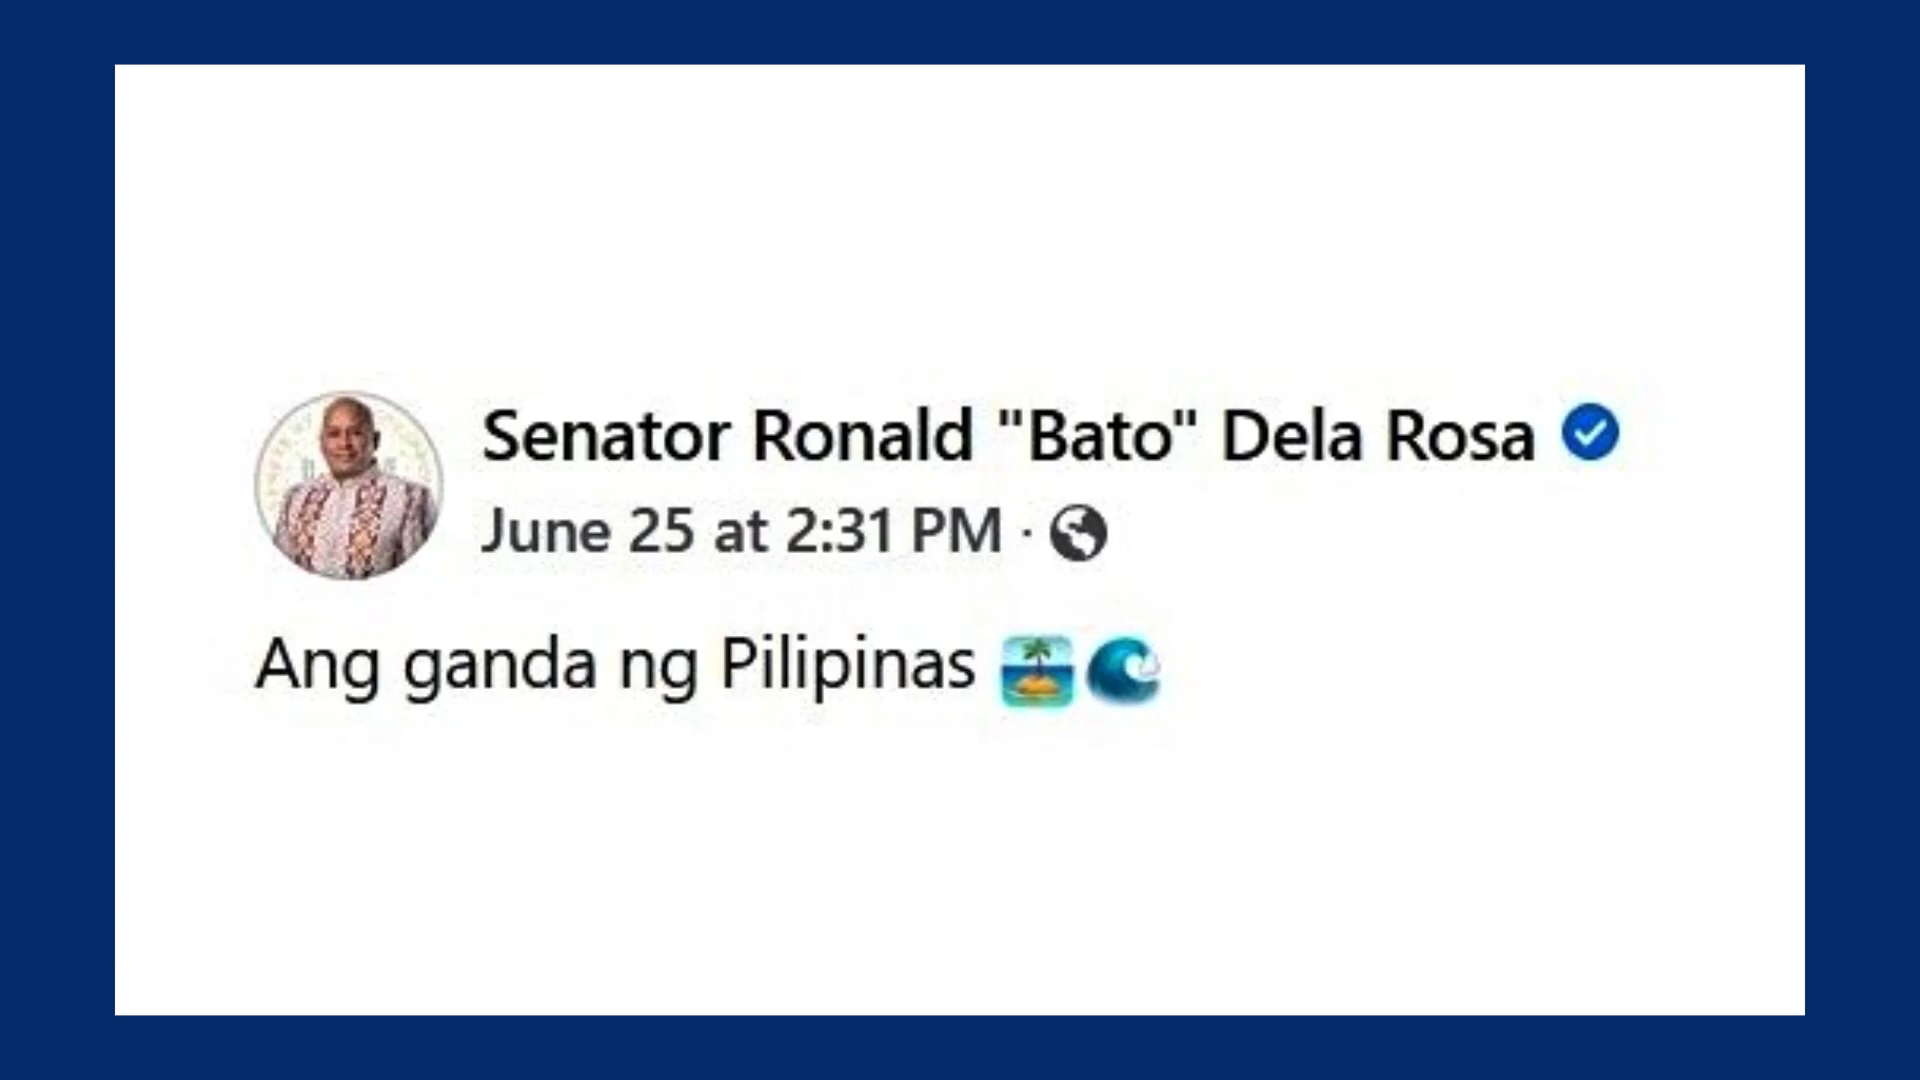 Senator Ronald "Bato" Dela Rosa
June 25 at 2:31 PM ·
Ang ganda ng Pilipinas 🏝️🌊